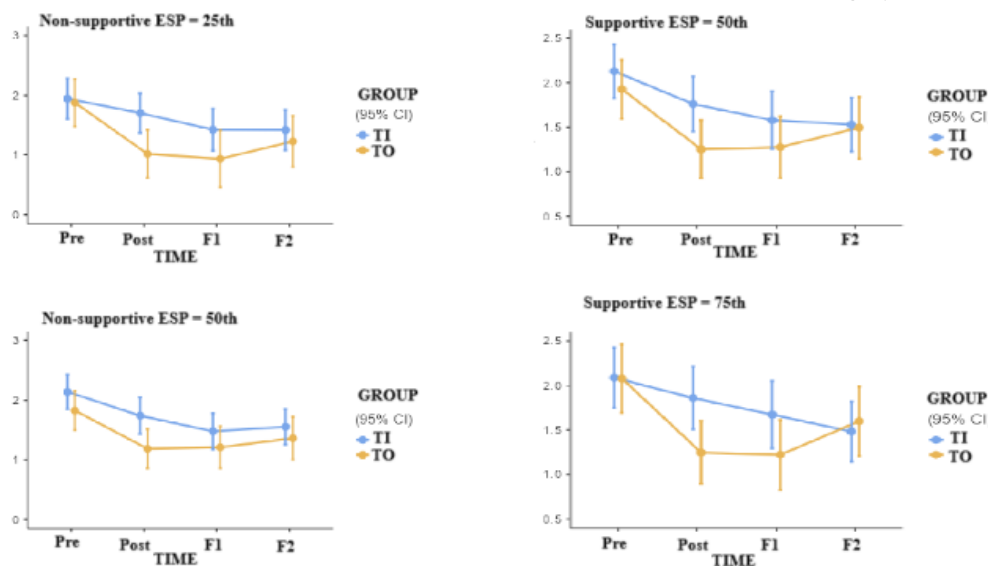 Non-supportive ESP = 25th
3
2
1
0
Pre Post F1 F2
TIME
GROUP
(95% CI)
TI
TO
Supportive ESP = 50th
2.5
2.0
1.5
1.0
0.5
Pre Post F1 F2
TIME
GROUP
(95% CI
TI
TO
Non-supportive ESP = 50th
3
2
1
0
Pre Post F1 F2
TIME
GROUP
(95% CI)
TI
TO
Supportive ESP = 75th
2.5
2.0
1.5
1.0
0.5
Pre Post F1 F2
TIME
GROUP
(95% CI
TI
TO